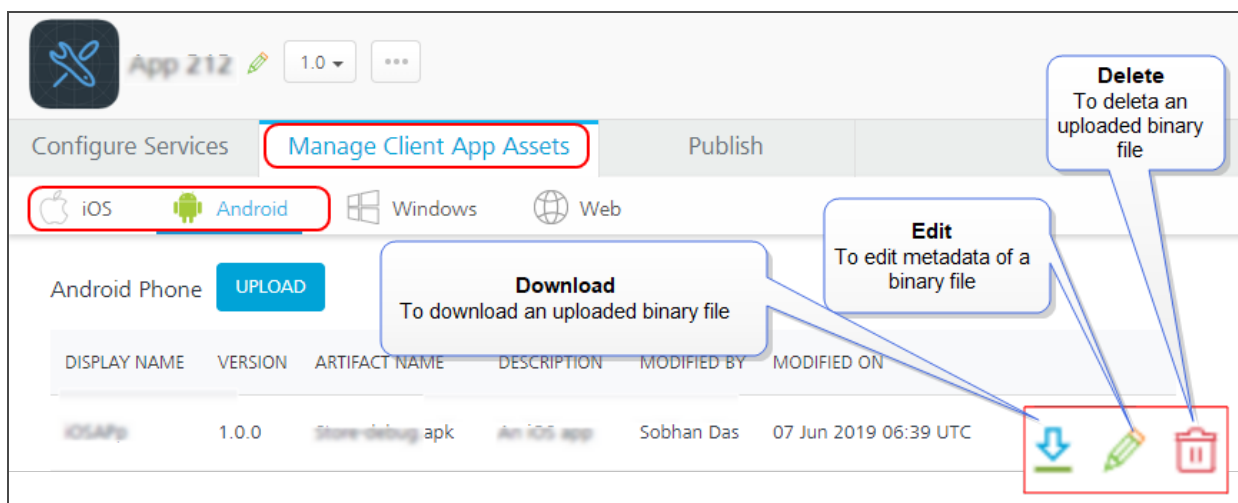 App 212
1.0
Configure Services
Manage Client App Assets
Publish
iOS
Android
Windows
Web
Delete
To deleta an
uploaded binary
file
Edit
To edit metadata of a
binary file
Download
To download an uploaded binary file
Android Phone
UPLOAD
DISPLAY NAME VERSION ARTIFACT NAME DESCRIPTION MODIFIED BY MODIFIED ON
1.0.0 apk Sobhan Das 07 Jun 2019 06:39 UTC